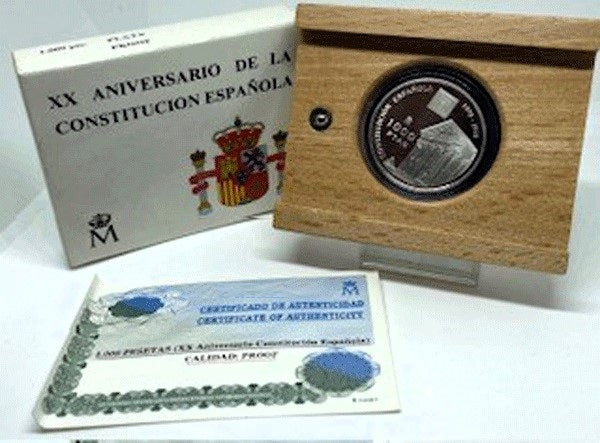 1.000 ptas PLATA
PROOF
XX ANIVERSARIO DE LA
CONSTITUCION ESPAÑOLA
M
CONSTITUCION ESPAÑOLA
1000
PTAS
M
CERTIFICADO DE AUTENTICIDAD
CERTIFICATE OF AUTHENTICITY
1.000 PESETAS (XX Aniversario Constitución Española)
CALIDAD: PROOF